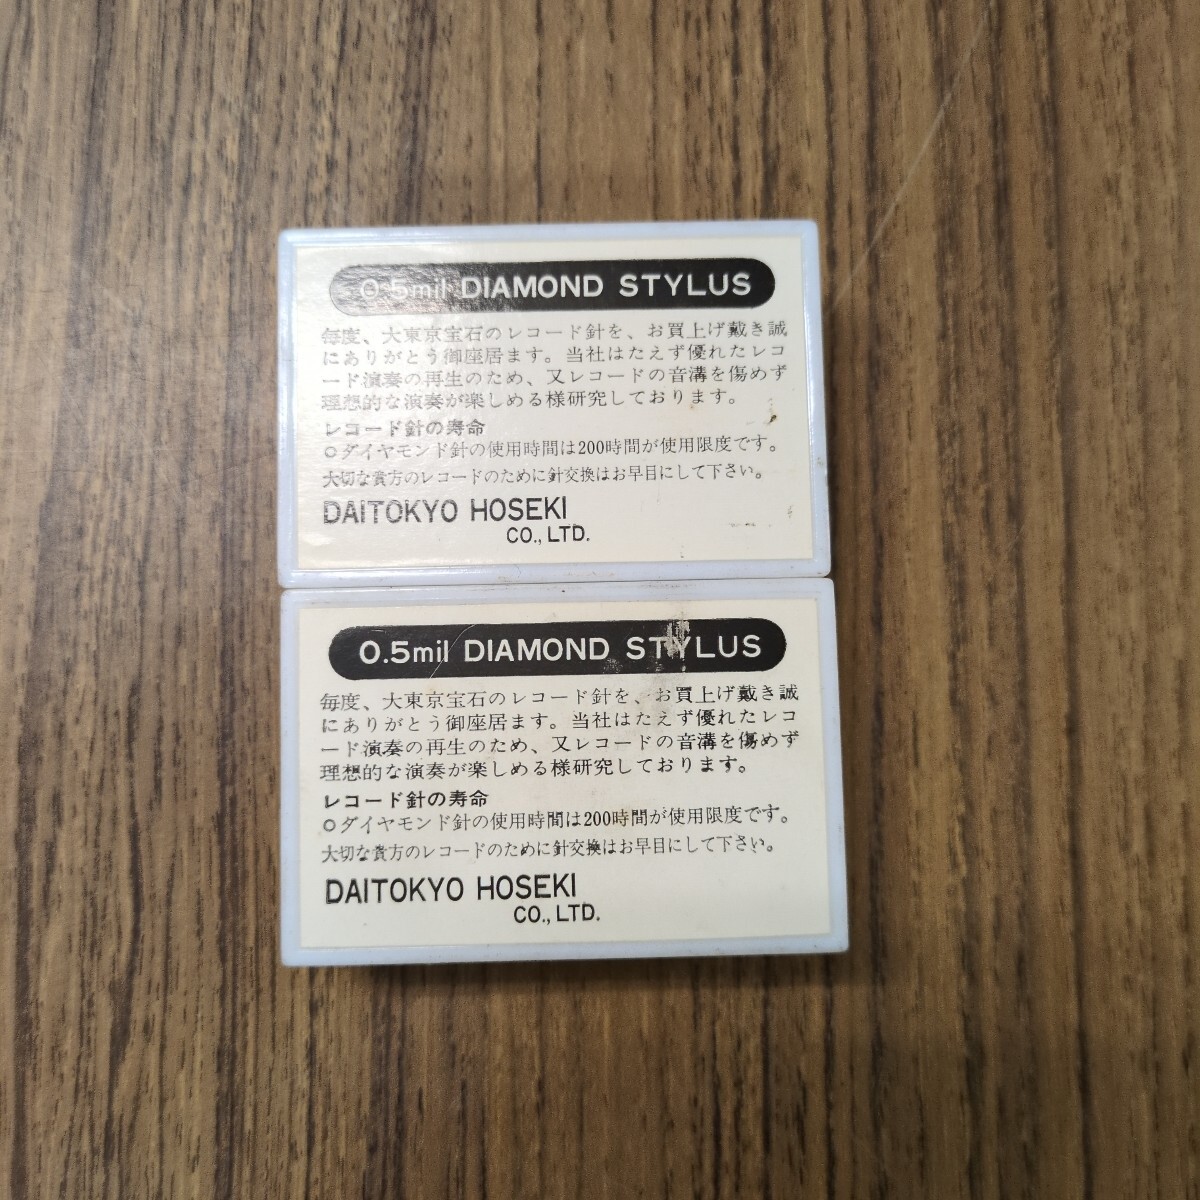 0.5mil DIAMOND STYLUS
毎度、大東京宝石のレコード針を、お買上げ戴き誠
にありがとう御座居ます。当社はたえず優れたレコ
ード演奏の再生のため、又レコードの音溝を傷めず
理想的な演奏が楽しめる様研究しております。
レコード針の寿命
○ダイヤモンド針の使用時間は200時間が使用限度です。
大切な貴方のレコードのために針交換はお早目にして下さい。
DAITOKYO HOSEKI
CO., LTD.
0.5mil DIAMOND STYLUS
毎度、大東京宝石のレコード針を、お買上げ戴き誠
にありがとう御座居ます。当社はたえず優れたレコ
ード演奏の再生のため、又レコードの音溝を傷めず
理想的な演奏が楽しめる様研究しております。
レコード針の寿命
○ダイヤモンド針の使用時間は200時間が使用限度です。
大切な貴方のレコードのために針交換はお早目にして下さい。
DAITOKYO HOSEKI
CO., LTD.